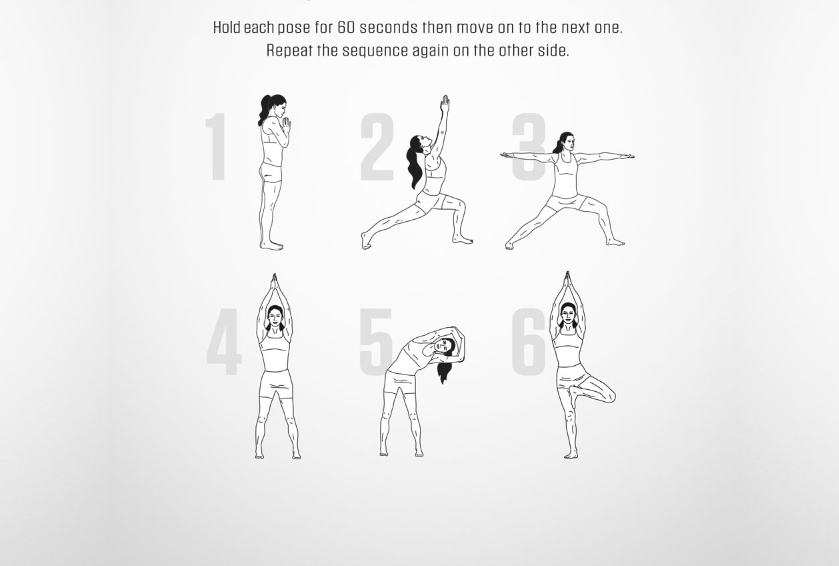 Hold each pose for 60 seconds then move on to the next one.
Repeat the sequence again on the other side.
1 2 3
4 5 6